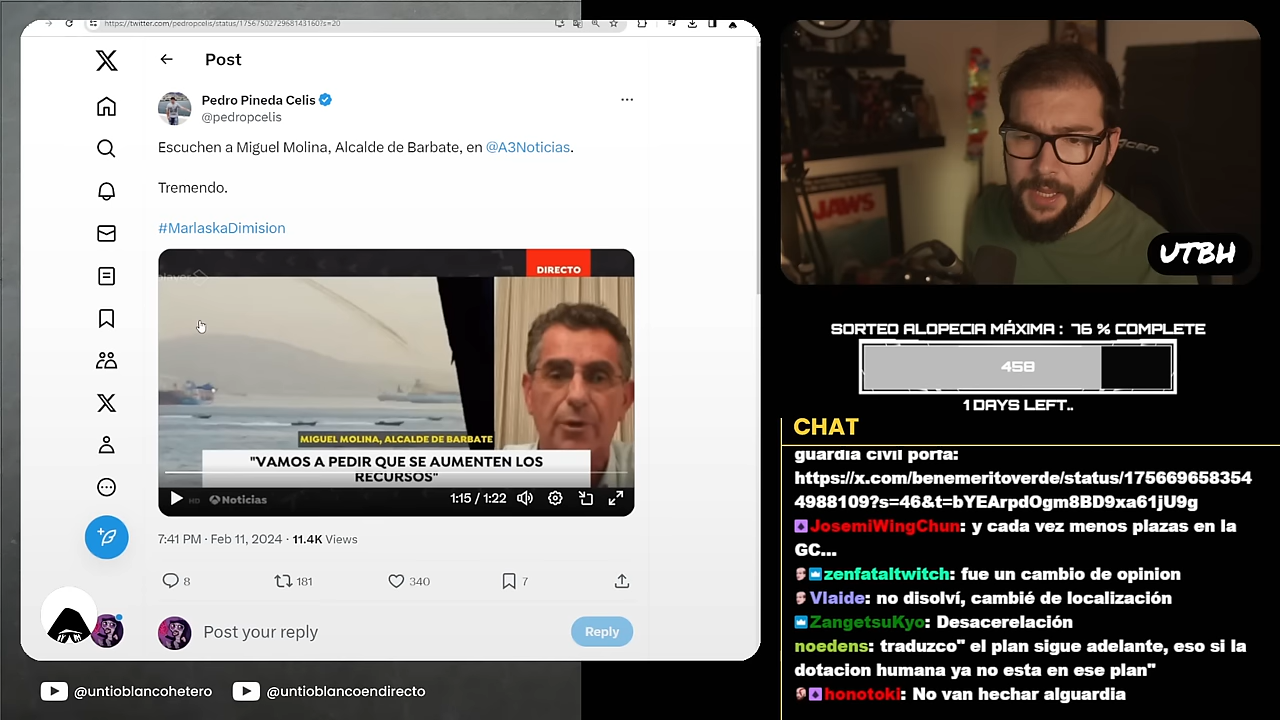 https://twitter.com/pedropcelis/status/1756750272968143160?s=20
Post
Pedro Pineda Celis
@pedropcelis
Escuchen a Miguel Molina, Alcalde de Barbate, en @A3Noticias.
Tremendo.
#MarlaskaDimision
DIRECTO
MIGUEL MOLINA, ALCALDE DE BARBATE
"VAMOS A PEDIR QUE SE AUMENTEN LOS
RECURSOS"
HD
Noticias
1:15 / 1:22
7:41 PM · Feb 11, 2024 · 11.4K Views
8
181
340
7
Post your reply
Reply
@untioblancohetero
@untioblancoendirecto
JAWS
ACER
UTBH
SORTEO ALOPECIA MÁXIMA : 76 % COMPLETE
458
1 DAYS LEFT..
CHAT
guardia civil porfa:
https://x.com/benemeritoverde/status/175669658354
4988109?s=46&t=bYEArpdOgm8BD9xa61jU9g
JosemiWingChun: y cada vez menos plazas en la
GC...
zenfataltwitch: fue un cambio de opinion
Vlaide: no disolví, cambié de localización
ZangetsuKyo: Desacerelación
noedens: traduzco" el plan sigue adelante, eso si la
dotacion humana ya no esta en ese plan"
honotoki: No van hechar alguardia